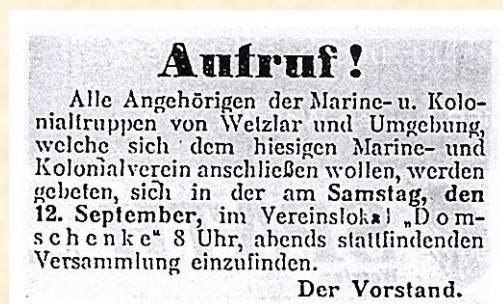 Aufruf!
Alle Angehörigen der Marine- u. Kolo-
nialtruppen von Wetzlar und Umgebung,
welche sich dem hiesigen Marine- und
Kolonialverein anschließen wollen, werden
gebeten, sich in der am Samstag, den
12. September, im Vereinslokal „Dom-
schenke“ 8 Uhr, abends stattfindenden
Versammlung einzufinden.
Der Vorstand.